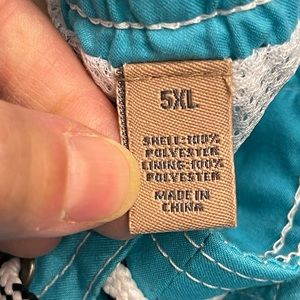 5XL
SHELL: 100%
POLYESTER
LINING: 100%
POLYESTER
MADE IN
CHINA